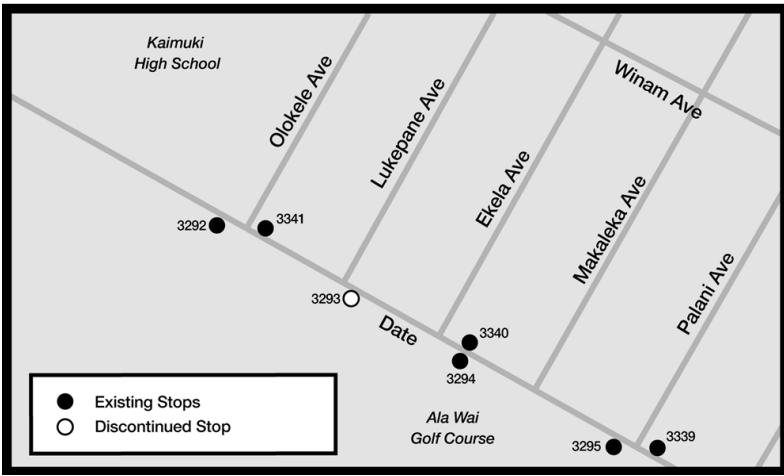 Kaimuki
High School
Olokele Ave
Lukepane Ave
Ekela Ave
Winam Ave
Makaleka Ave
Palani Ave
3292
3341
3293
Date
3340
3294
3295
3339
Ala Wai
Golf Course
Existing Stops
Discontinued Stop